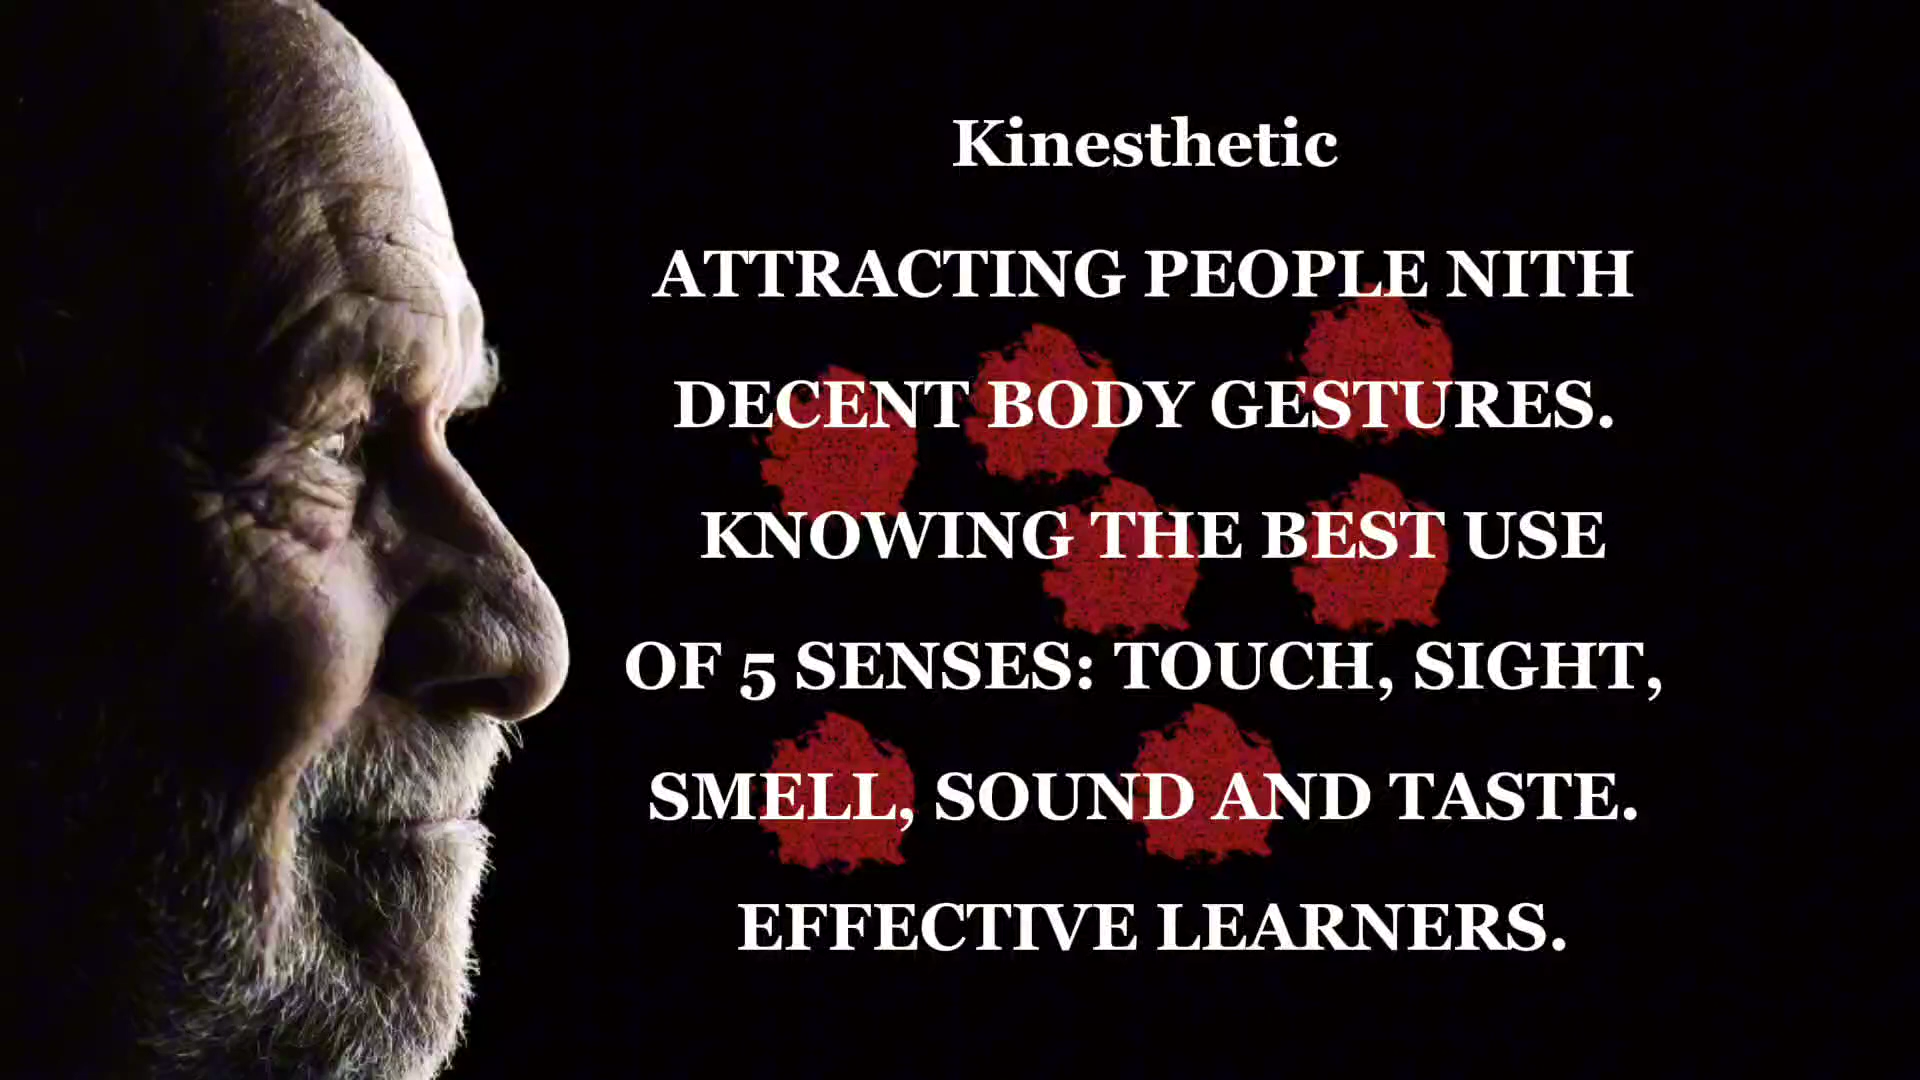 Kinesthetic
ATTRACTING PEOPLE NITH
DECENT BODY GESTURES.
KNOWING THE BEST USE
OF 5 SENSES: TOUCH, SIGHT,
SMELL, SOUND AND TASTE.
EFFECTIVE LEARNERS.